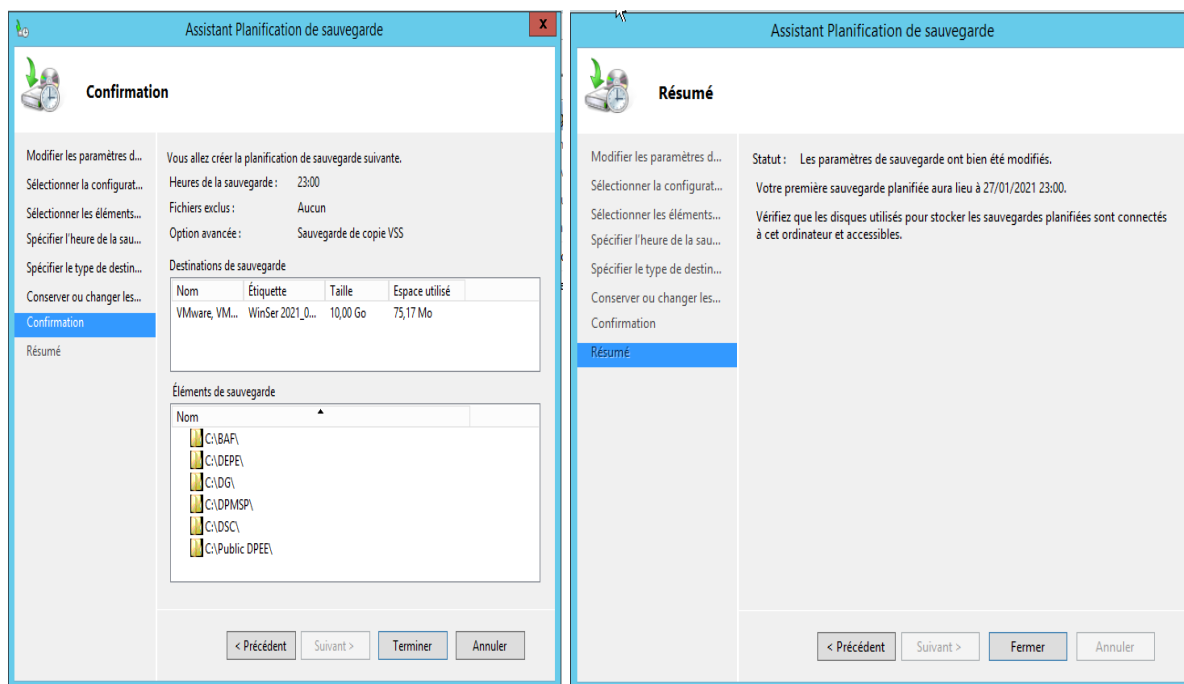 Assistant Planification de sauvegarde
x
Confirmation
Modifier les paramètres d...
Sélectionner la configurat...
Sélectionner les éléments...
Spécifier l'heure de la sau...
Spécifier le type de destin...
Conserver ou changer les...
Confirmation
Résumé
Vous allez créer la planification de sauvegarde suivante.
Heures de la sauvegarde : 23:00
Fichiers exclus : Aucun
Option avancée : Sauvegarde de copie VSS
Destinations de sauvegarde
Nom Étiquette Taille Espace utilisé
VMware, VM... WinSer 2021_0... 10,00 Go 75,17 Mo
Éléments de sauvegarde
Nom
C:\BAF\
C:\DEPE\
C:\DG\
C:\DPMSP\
C:\DSC\
C:\Public DPEE\
< Précédent Suivant > Terminer Annuler
Assistant Planification de sauvegarde
Résumé
Modifier les paramètres d...
Sélectionner la configurat...
Sélectionner les éléments...
Spécifier l'heure de la sau...
Spécifier le type de destin...
Conserver ou changer les...
Confirmation
Résumé
Statut : Les paramètres de sauvegarde ont bien été modifiés.
Votre première sauvegarde planifiée aura lieu à 27/01/2021 23:00.
Vérifiez que les disques utilisés pour stocker les sauvegardes planifiées sont connectés
à cet ordinateur et accessibles.
< Précédent Suivant > Fermer Annuler